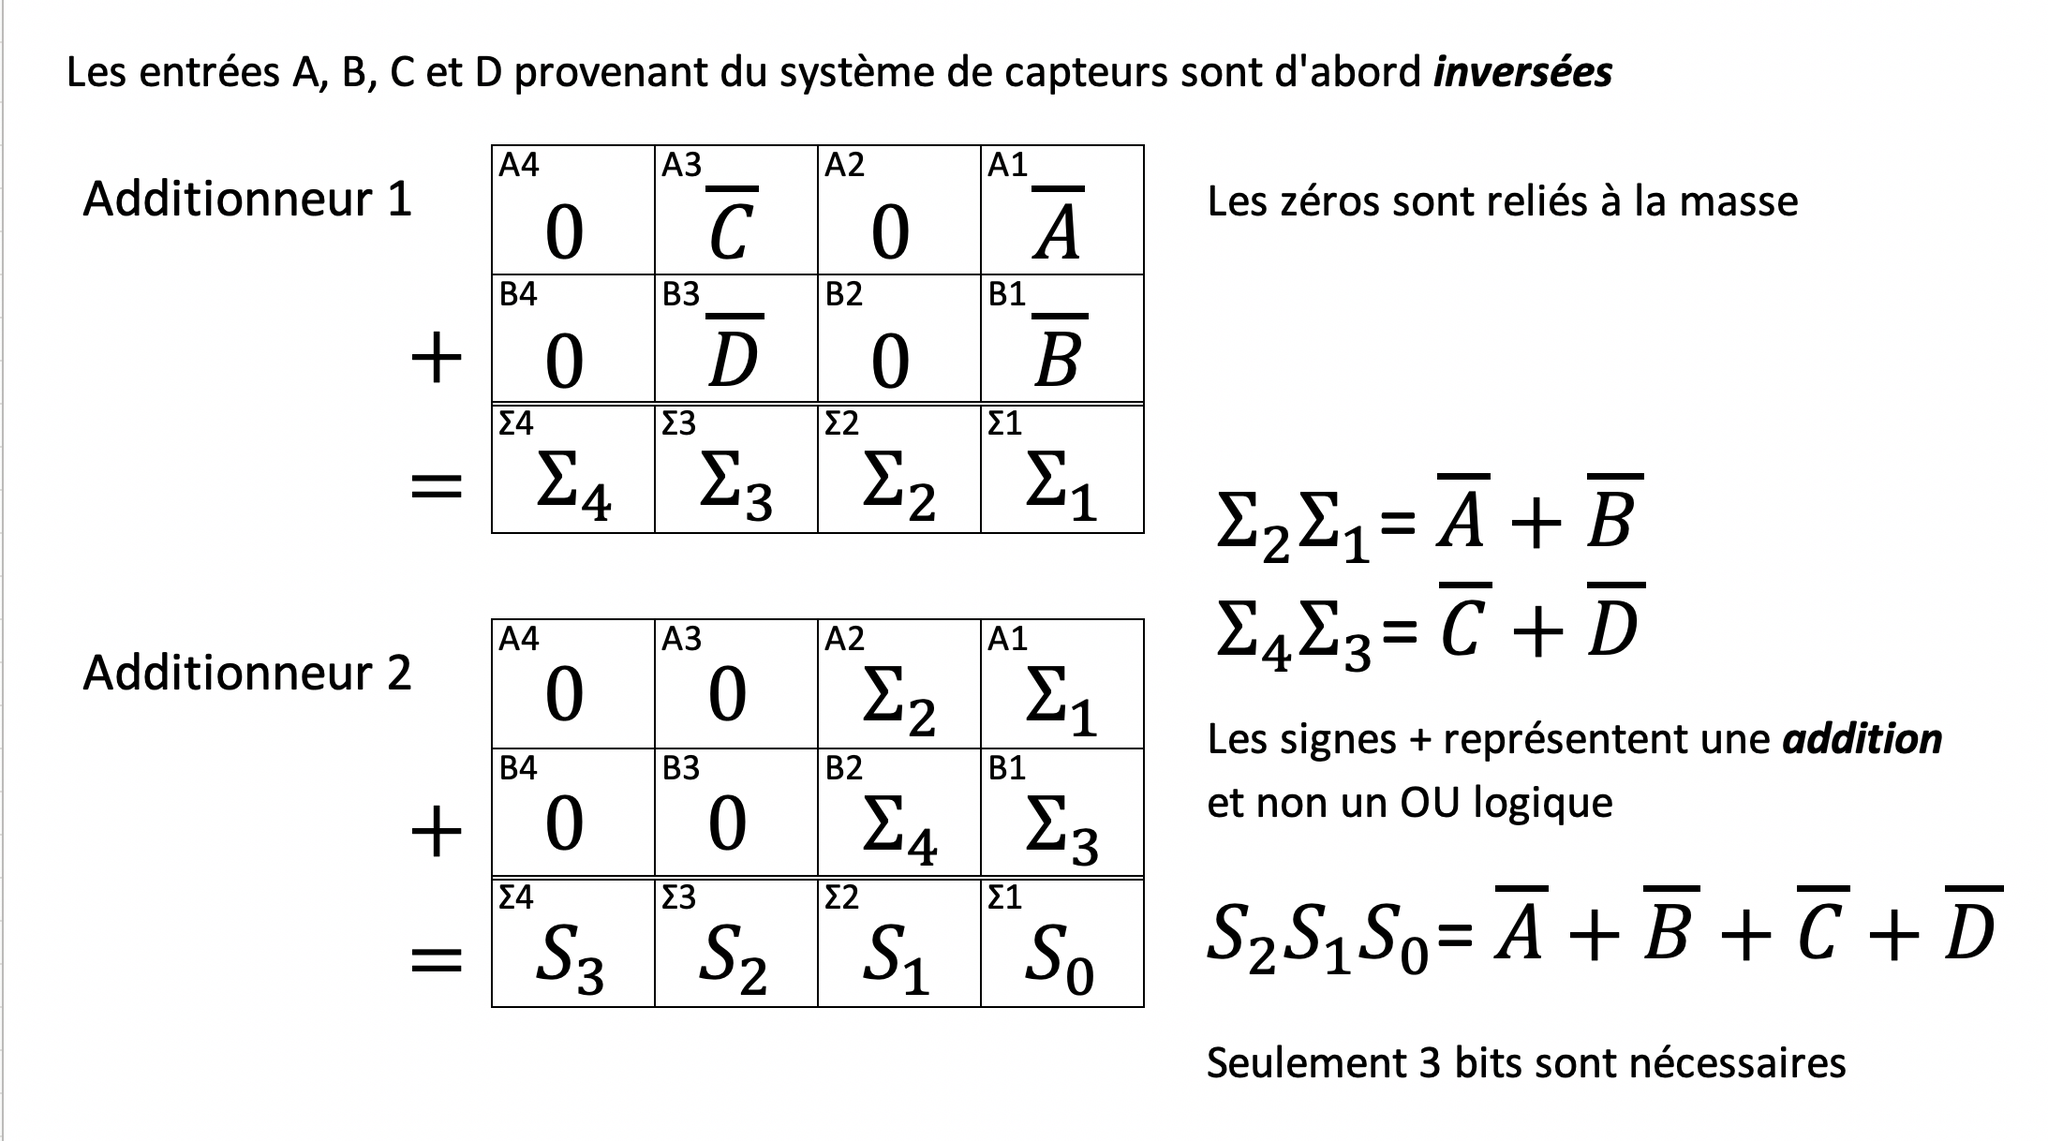 Les entrées A, B, C et D provenant du système de capteurs sont d'abord inversées
Additionneur 1
A4 0 A3 C̅ A2 0 A1 A̅
Les zéros sont reliés à la masse
+ B4 0 B3 D̅ B2 0 B1 B̅
= Σ4 Σ₄ Σ3 Σ₃ Σ2 Σ₂ Σ1 Σ₁
Σ₂Σ₁= A̅ + B̅
Σ₄Σ₃= C̅ + D̅
Additionneur 2
A4 0 A3 0 A2 Σ₂ A1 Σ₁
+ B4 0 B3 0 B2 Σ₄ B1 Σ₃
= Σ4 S₃ Σ3 S₂ Σ2 S₁ Σ1 S₀
Les signes + représentent une addition
et non un OU logique
S₂S₁S₀= A̅ + B̅ + C̅ + D̅
Seulement 3 bits sont nécessaires